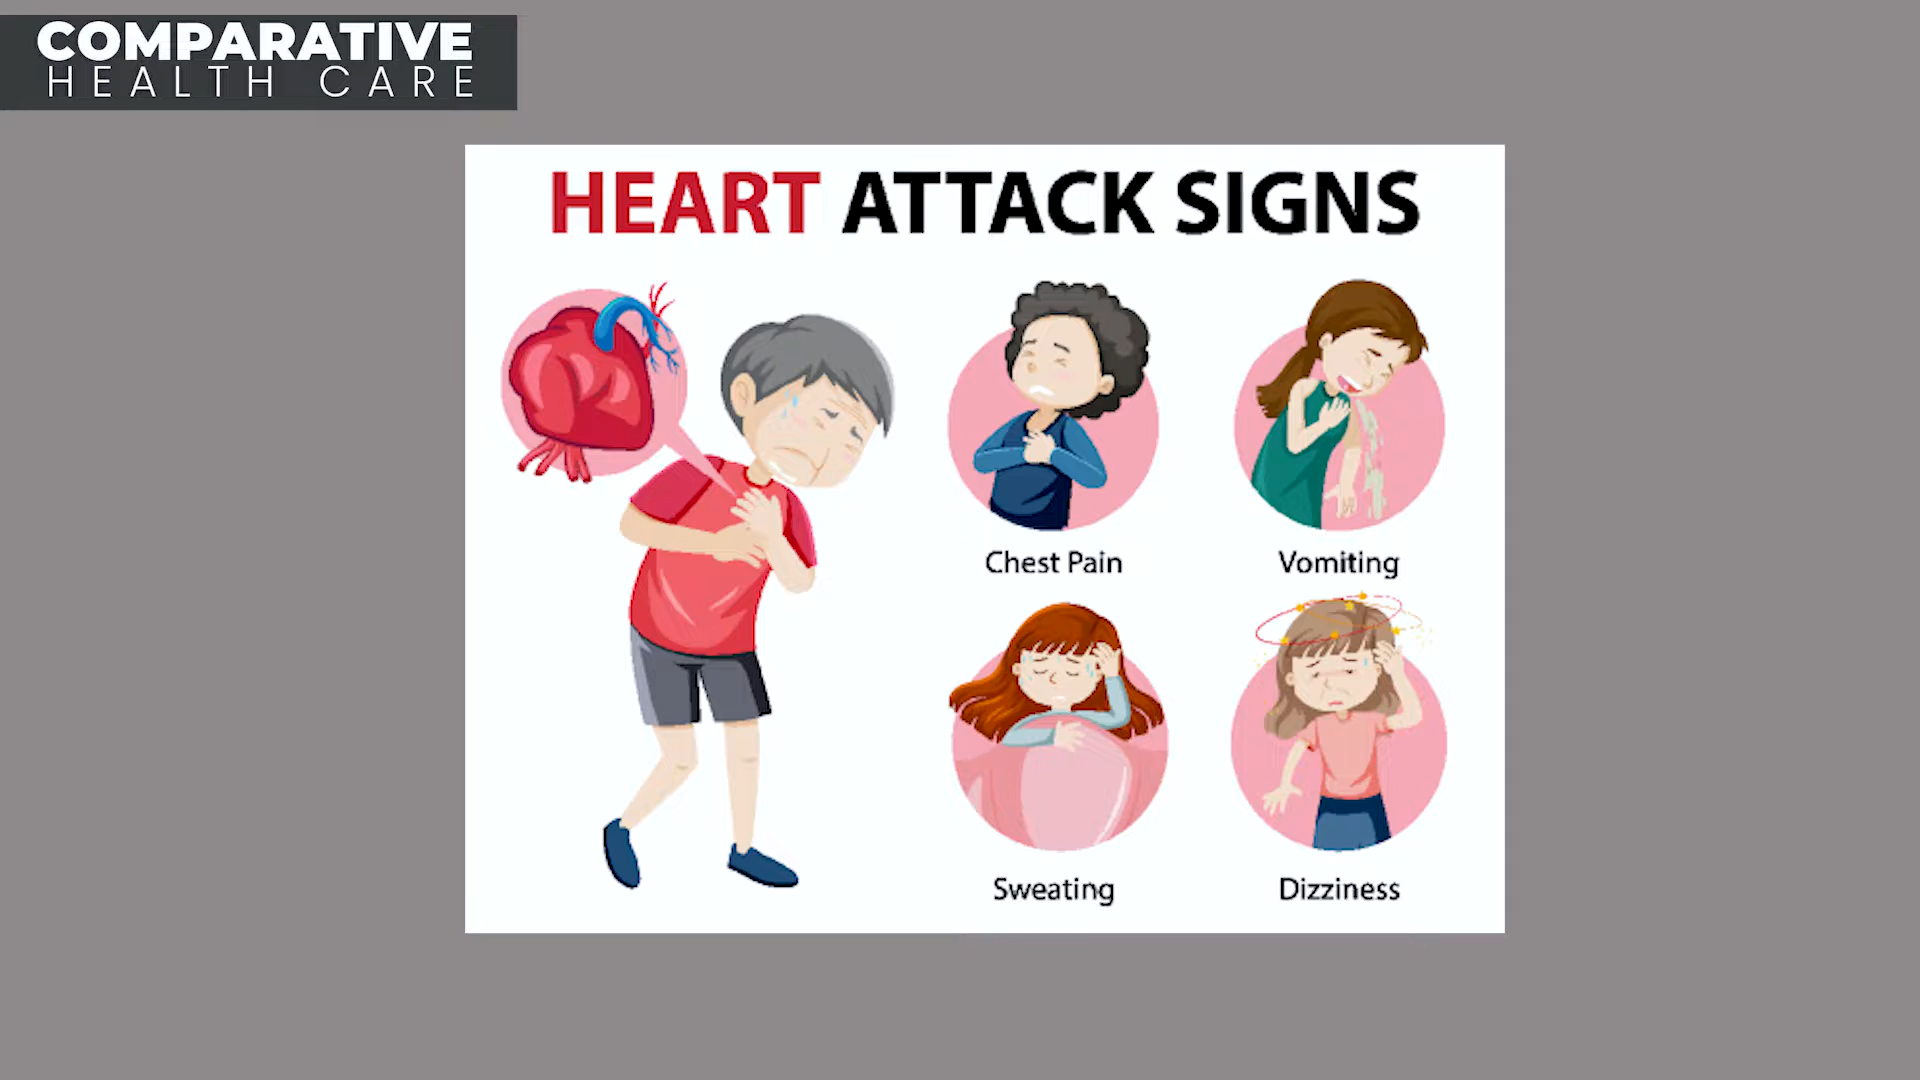 COMPARATIVE
HEALTH CARE
HEART ATTACK SIGNS
Chest Pain
Vomiting
Sweating
Dizziness